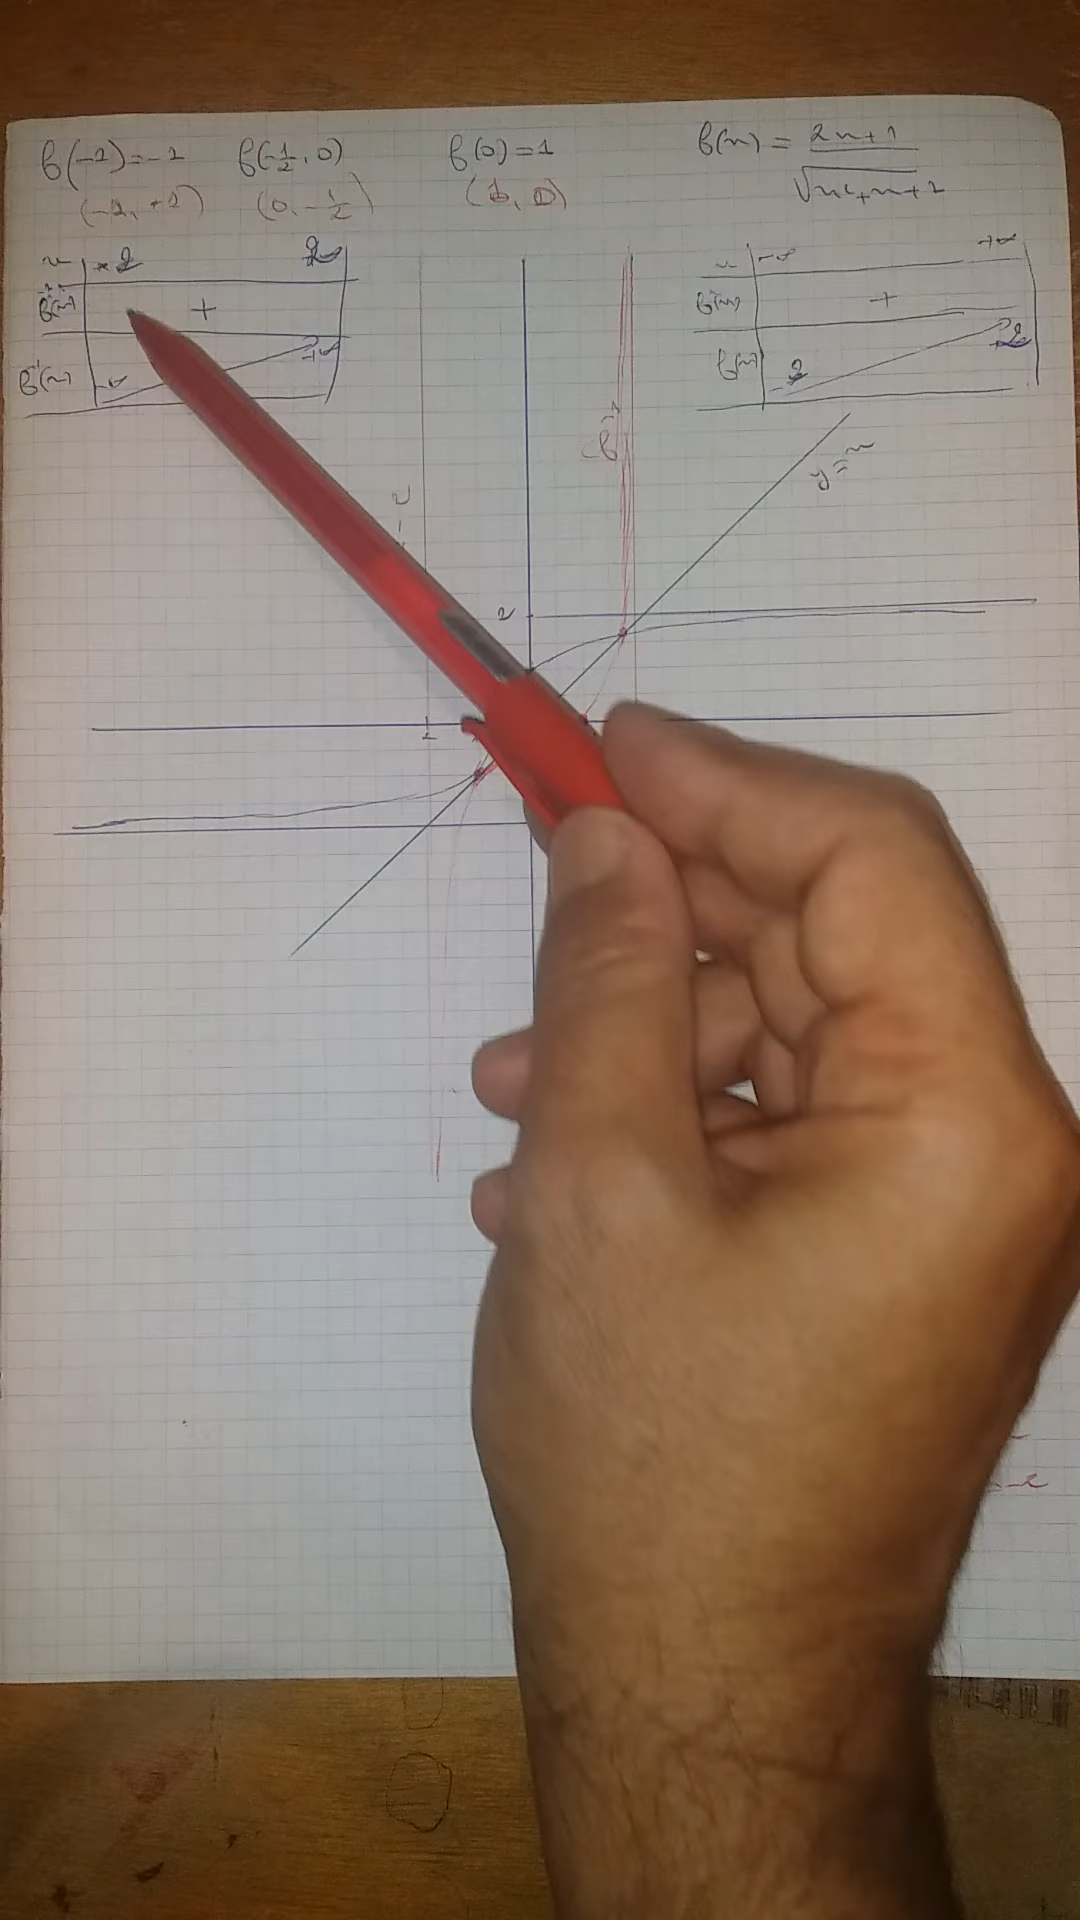 f(-1)=-1 f(-1/2, 0) f(0)=1 f(x) = 2x+1 / √x²+x+1
(-1, -1) (0, -1/2) (1, 0)
x -2 2
x -∞ +∞
f⁻¹'(x) +
f'(x) +
f⁻¹(x) -∞ +∞
f(x) -2 +2
f⁻¹
y=x
-2
2
-1